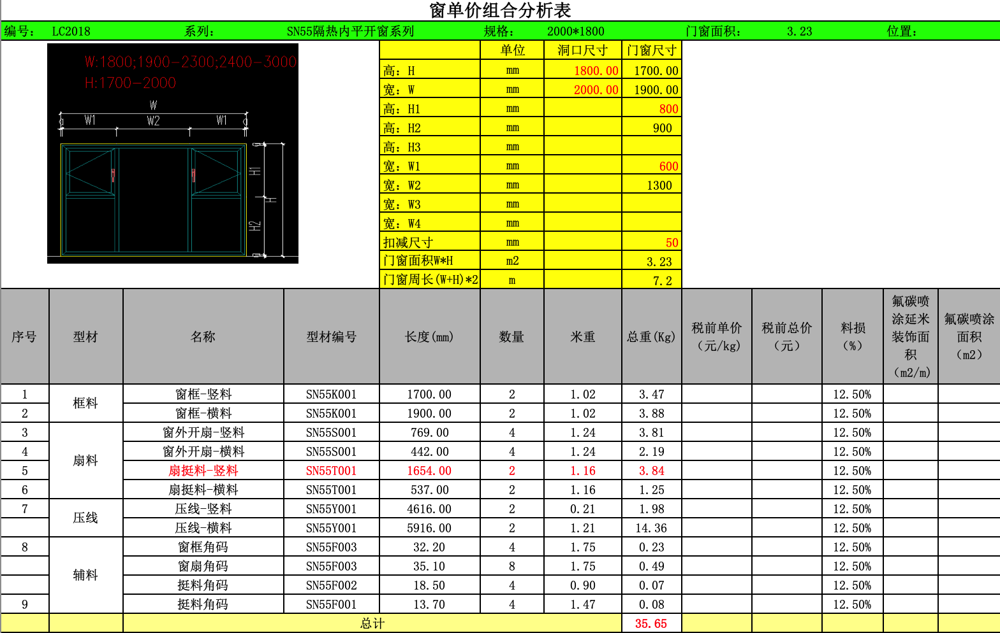 窗单价组合分析表
编号： LC2018 系列： SN55隔热内平开窗系列 规格： 2000*1800 门窗面积： 3.23 位置：
W:1800;1900-2300;2400-3000
H:1700-2000
W
W1 W2 W1
H1
H
H2
单位 洞口尺寸 门窗尺寸
高：H mm 1800.00 1700.00
宽：W mm 2000.00 1900.00
高：H1 mm 800
高：H2 mm 900
高：H3 mm
宽：W1 mm 600
宽：W2 mm 1300
宽：W3 mm
宽：W4 mm
扣减尺寸 mm 50
门窗面积W*H m2 3.23
门窗周长(W+H)*2 m 7.2
序号 型材 名称 型材编号 长度(mm) 数量 米重 总重(Kg) 税前单价（元/kg) 税前总价（元） 料损（%） 氟碳喷涂延米装饰面积（m2/m) 氟碳喷涂面积（m2）
1 框料 窗框-竖料 SN55K001 1700.00 2 1.02 3.47 12.50%
2 窗框-横料 SN55K001 1900.00 2 1.02 3.88 12.50%
3 扇料 窗外开扇-竖料 SN55S001 769.00 4 1.24 3.81 12.50%
4 窗外开扇-横料 SN55S001 442.00 4 1.24 2.19 12.50%
5 扇挺料-竖料 SN55T001 1654.00 2 1.16 3.84 12.50%
6 扇挺料-横料 SN55T001 537.00 2 1.16 1.25 12.50%
7 压线 压线-竖料 SN55Y001 4616.00 2 0.21 1.98 12.50%
压线-横料 SN55Y001 5916.00 2 1.21 14.36 12.50%
8 辅料 窗框角码 SN55F003 32.20 4 1.75 0.23 12.50%
窗扇角码 SN55F003 35.10 8 1.75 0.49 12.50%
挺料角码 SN55F002 18.50 4 0.90 0.07 12.50%
9 挺料角码 SN55F001 13.70 4 1.47 0.08 12.50%
总计 35.65